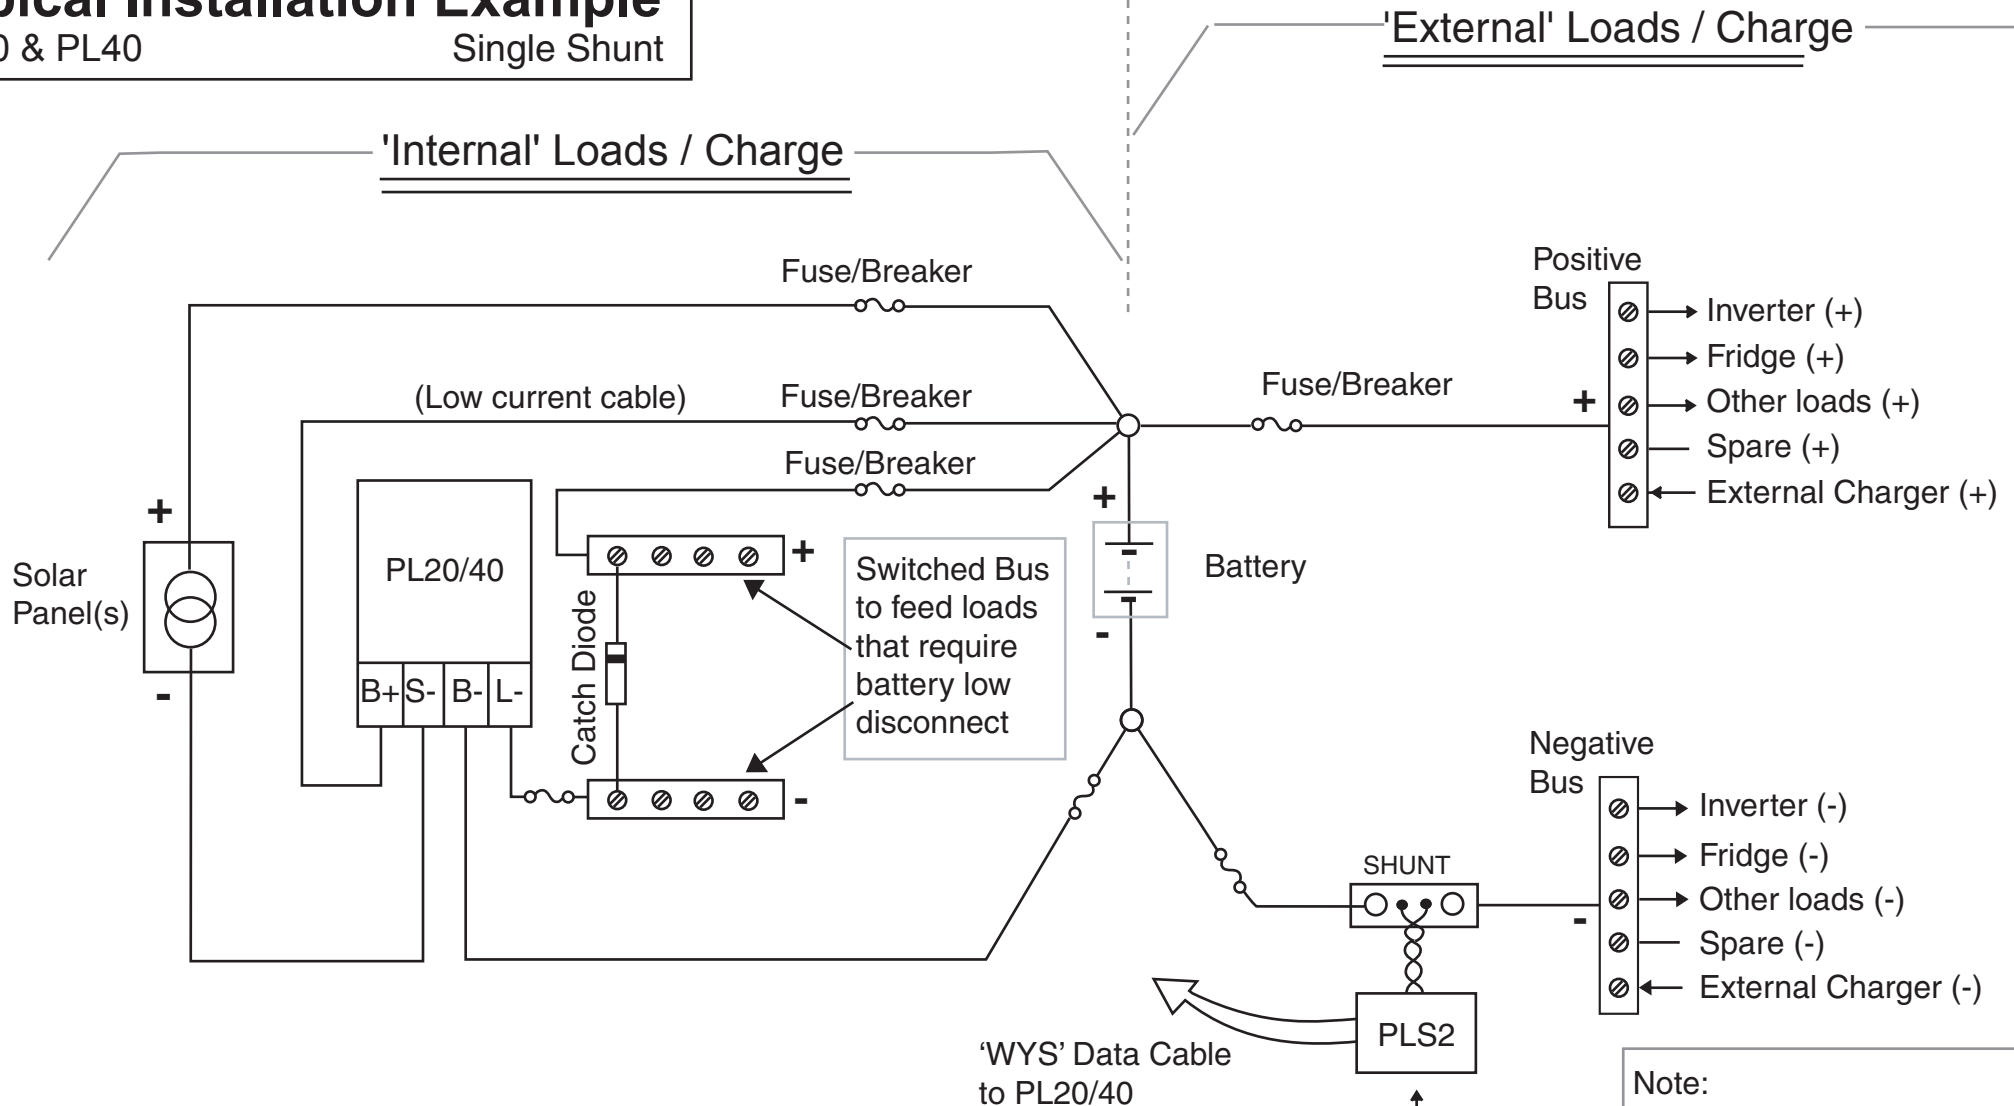 Installation Example
& PL40 Single Shunt
'External' Loads / Charge
'Internal' Loads / Charge
Fuse/Breaker
(Low current cable)
Fuse/Breaker
Fuse/Breaker
Fuse/Breaker
Positive
Bus
+
Inverter (+)
Fridge (+)
Other loads (+)
Spare (+)
External Charger (+)
+
Solar
Panel(s)
-
PL20/40
B+ S- B- L-
Catch Diode
+
-
Switched Bus
to feed loads
that require
battery low
disconnect
+
Battery
-
Negative
Bus
-
Inverter (-)
Fridge (-)
Other loads (-)
Spare (-)
External Charger (-)
SHUNT
PLS2
‘WYS’ Data Cable
to PL20/40
Note: